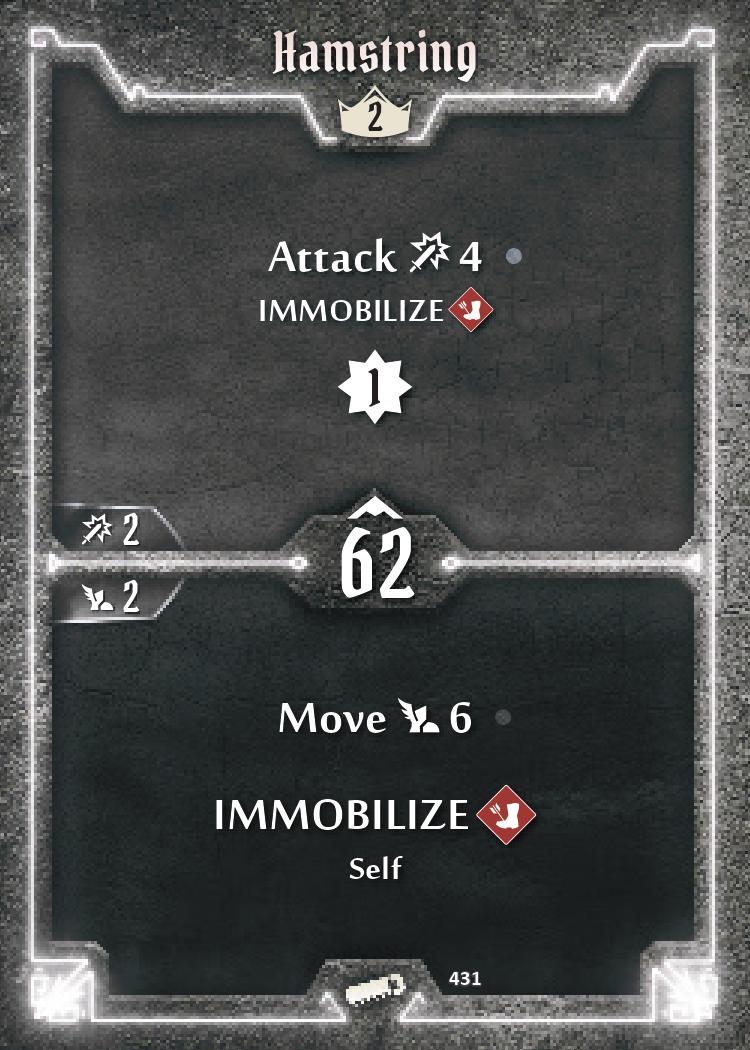 Hamstring
2
Attack 4
IMMOBILIZE
1
2
62
2
Move 6
IMMOBILIZE
Self
431